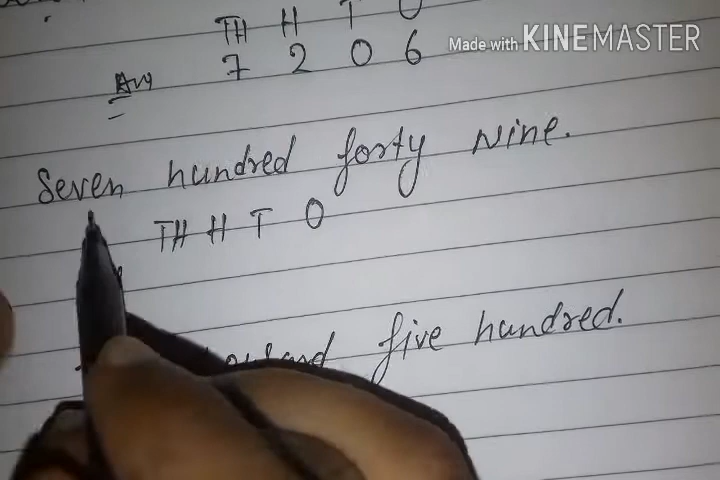 TH H T O
Made with KINEMASTER
Ans 7 2 0 6
Seven hundred forty Nine.
TH H T O
five hundred.